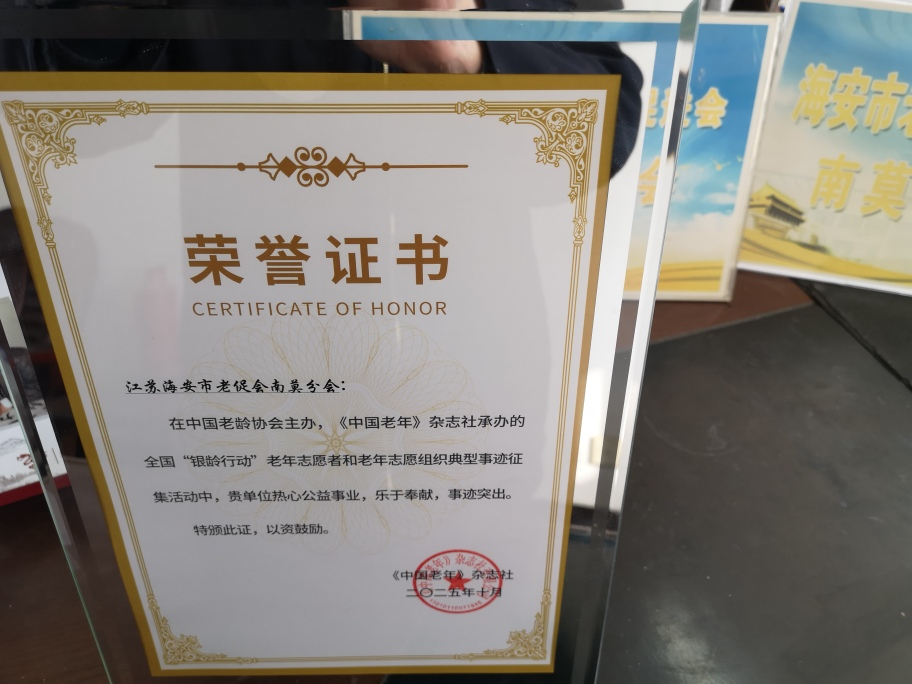 荣誉证书
CERTIFICATE OF HONOR
江苏海安市老促会南莫分会：
在中国老龄协会主办，《中国老年》杂志社承办的
全国“银龄行动”老年志愿者和老年志愿组织典型事迹征
集活动中，贵单位热心公益事业，乐于奉献，事迹突出。
特颁此证，以资鼓励。
《中国老年》杂志社
二〇二五年十月
进会
会
海安市老
南莫